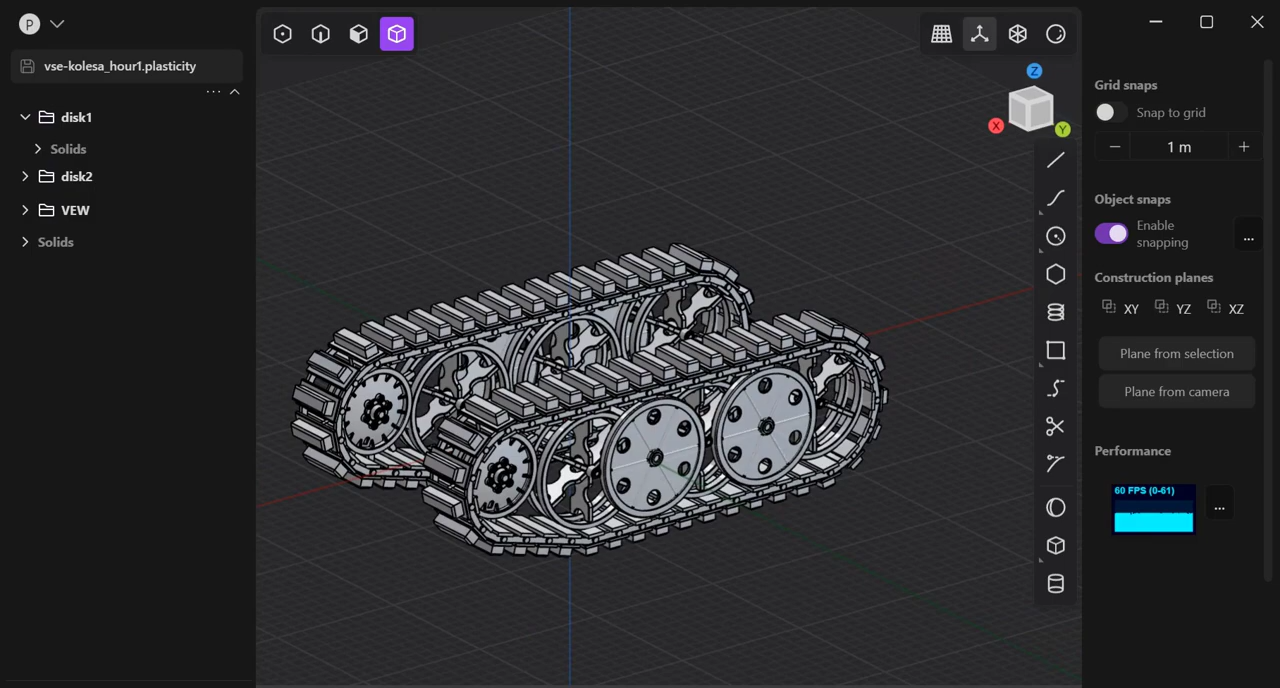 P
vse-kolesa_hour1.plasticity
disk1
Solids
disk2
VEW
Solids
Z
X
Y
Grid snaps
Snap to grid
1 m
Object snaps
Enable
snapping
Construction planes
XY YZ XZ
Plane from selection
Plane from camera
Performance
60 FPS (0-61)